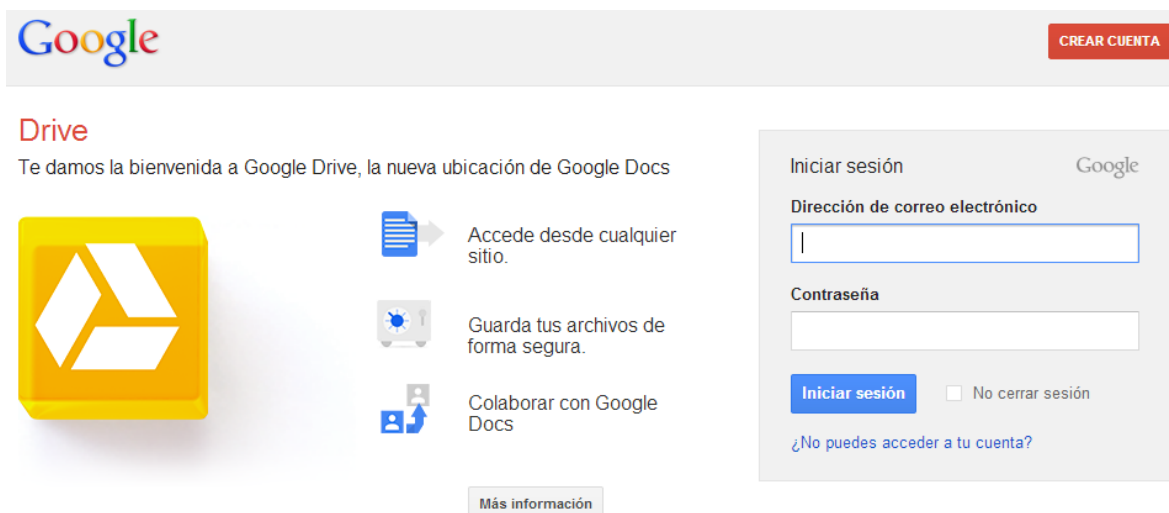 Google
CREAR CUENTA
Drive
Te damos la bienvenida a Google Drive, la nueva ubicación de Google Docs
Accede desde cualquier
sitio.
Guarda tus archivos de
forma segura.
Colaborar con Google
Docs
Más información
Iniciar sesión Google
Dirección de correo electrónico
Contraseña
Iniciar sesión No cerrar sesión
¿No puedes acceder a tu cuenta?